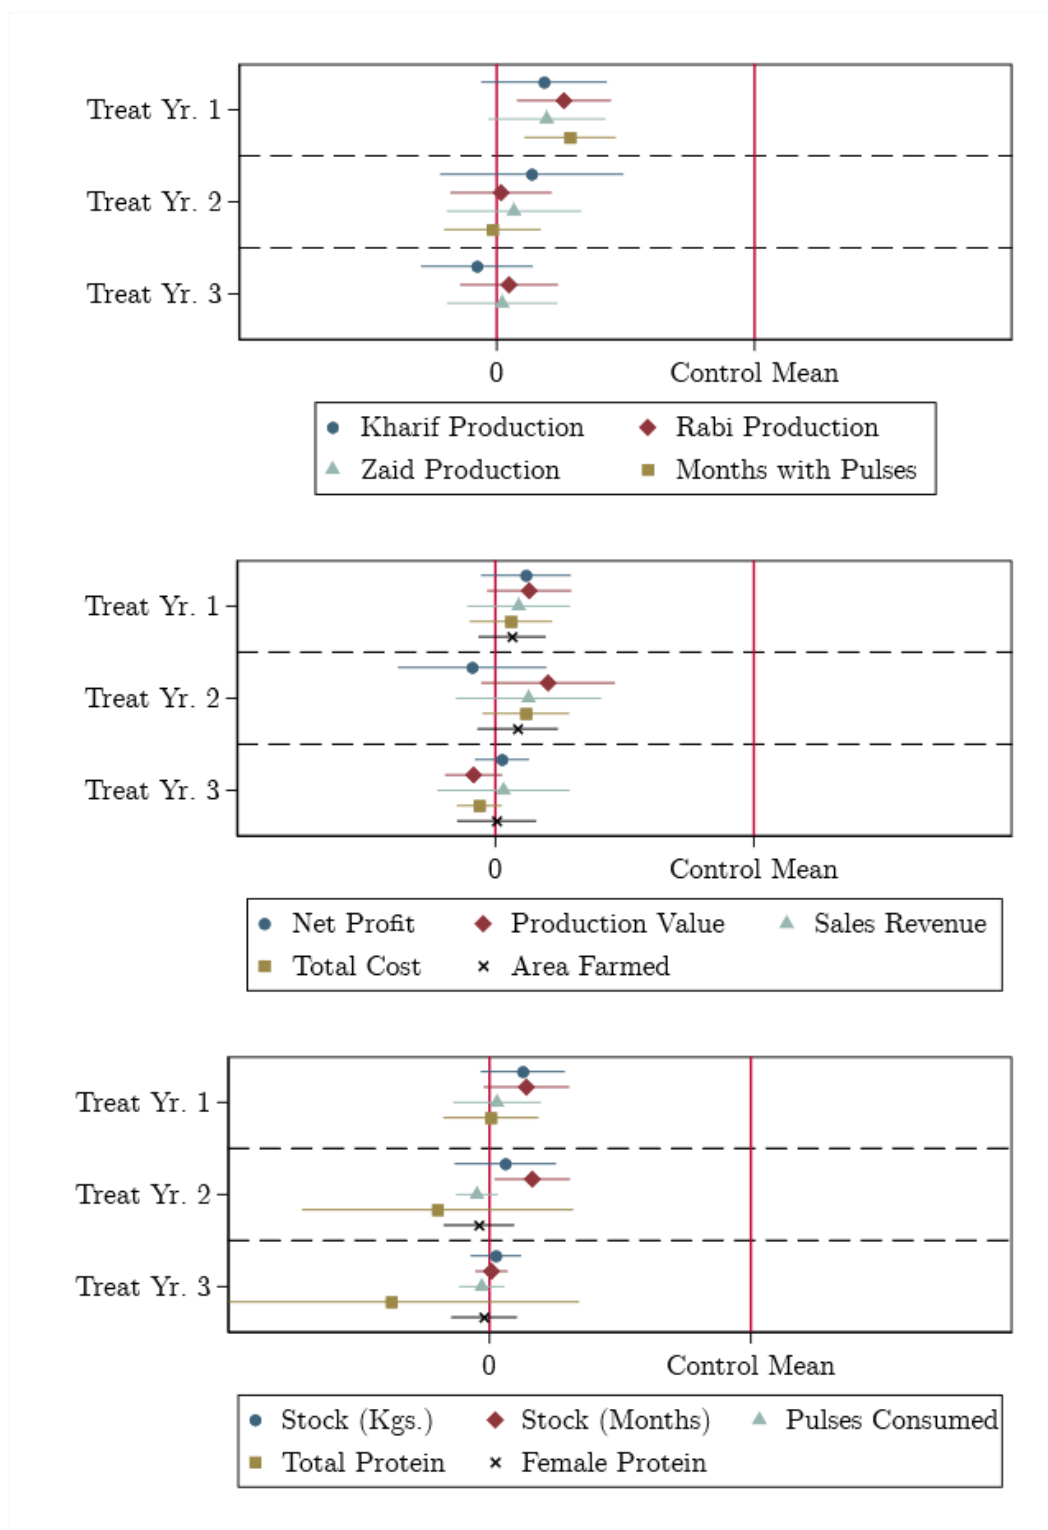 Treat Yr. 1
Treat Yr. 2
Treat Yr. 3
0 Control Mean
Kharif Production Rabi Production
Zaid Production Months with Pulses
Treat Yr. 1
Treat Yr. 2
Treat Yr. 3
0 Control Mean
Net Profit Production Value Sales Revenue
Total Cost Area Farmed
Treat Yr. 1
Treat Yr. 2
Treat Yr. 3
0 Control Mean
Stock (Kgs.) Stock (Months) Pulses Consumed
Total Protein Female Protein